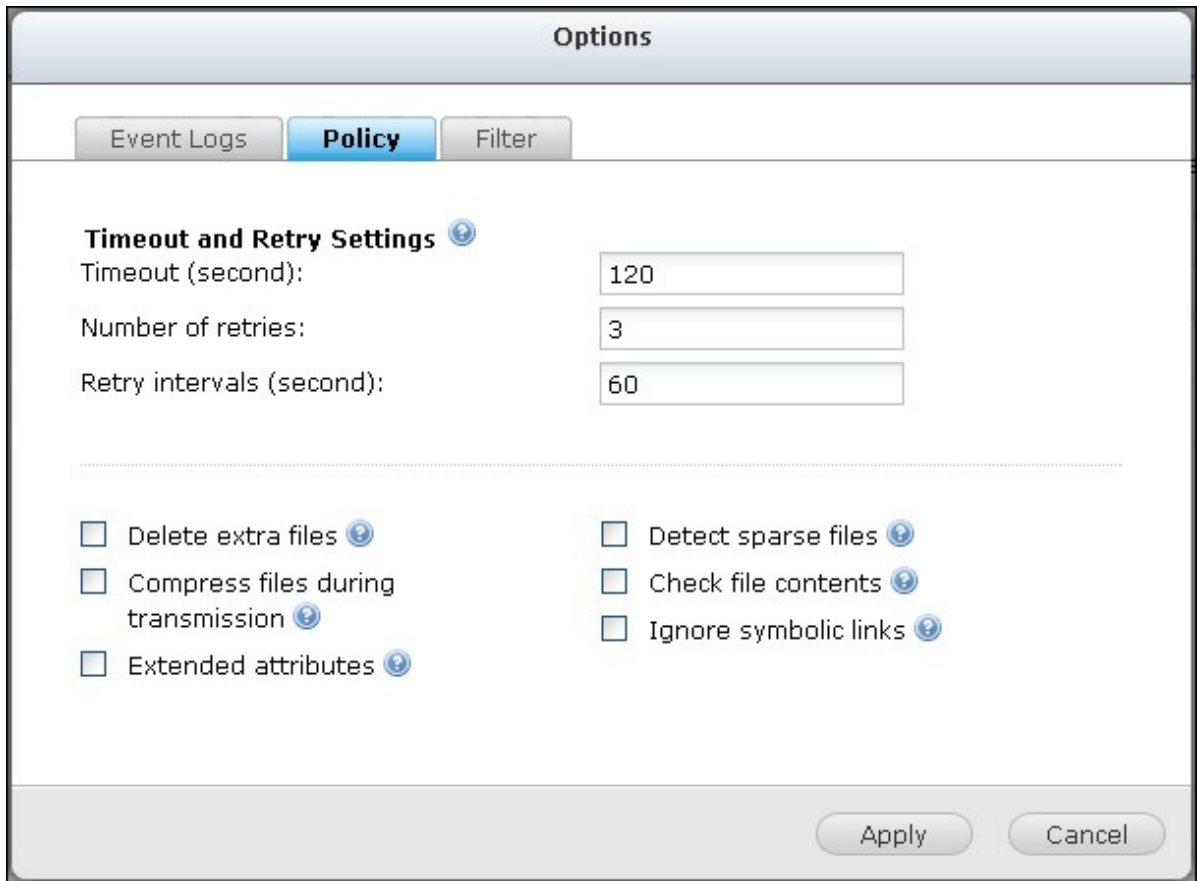 Options
Event Logs
Policy
Filter
Timeout and Retry Settings
Timeout (second):
120
Number of retries:
3
Retry intervals (second):
60
Delete extra files
Detect sparse files
Compress files during
transmission
Check file contents
Ignore symbolic links
Extended attributes
Apply
Cancel